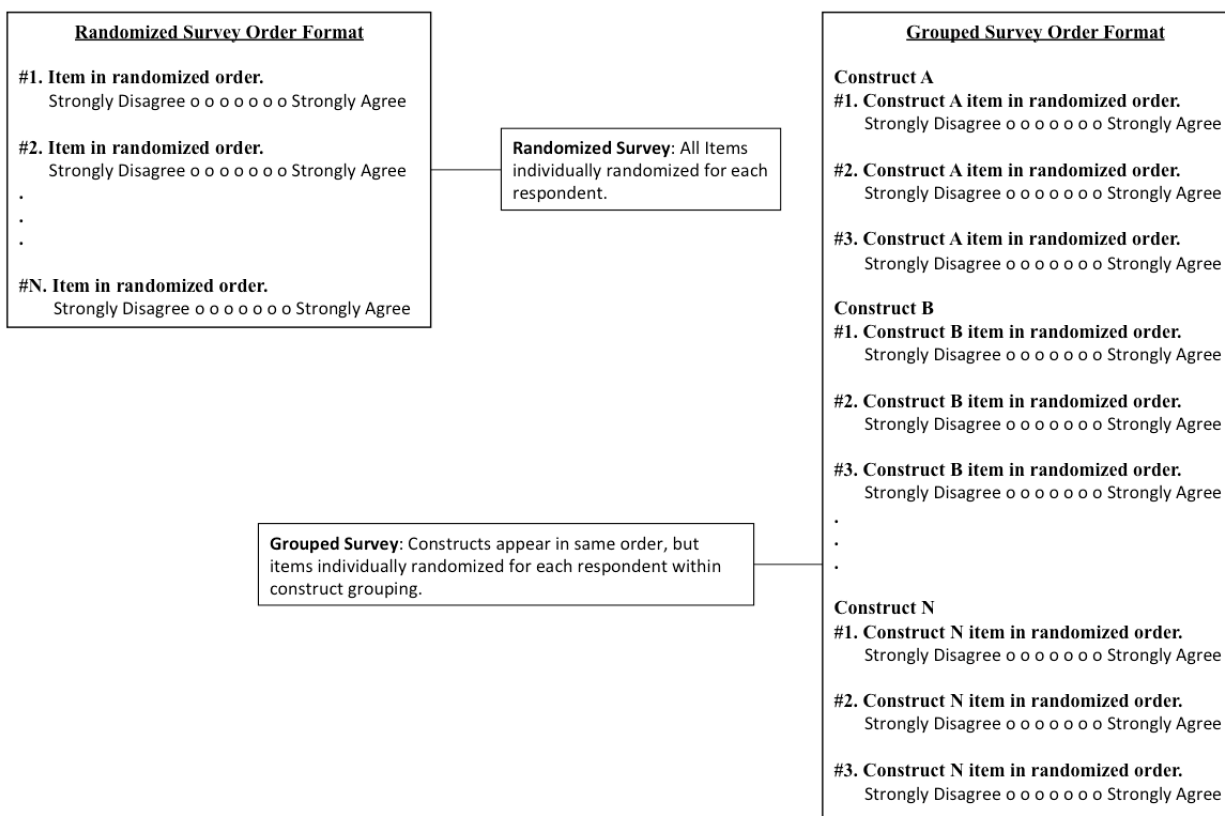 Randomized Survey Order Format
#1. Item in randomized order.
Strongly Disagree o o o o o o o Strongly Agree
#2. Item in randomized order.
Strongly Disagree o o o o o o o Strongly Agree
.
.
.
#N. Item in randomized order.
Strongly Disagree o o o o o o o Strongly Agree
Randomized Survey: All Items
individually randomized for each
respondent.
Grouped Survey: Constructs appear in same order, but
items individually randomized for each respondent within
construct grouping.
Grouped Survey Order Format
Construct A
#1. Construct A item in randomized order.
Strongly Disagree o o o o o o o Strongly Agree
#2. Construct A item in randomized order.
Strongly Disagree o o o o o o o Strongly Agree
#3. Construct A item in randomized order.
Strongly Disagree o o o o o o o Strongly Agree
Construct B
#1. Construct B item in randomized order.
Strongly Disagree o o o o o o o Strongly Agree
#2. Construct B item in randomized order.
Strongly Disagree o o o o o o o Strongly Agree
#3. Construct B item in randomized order.
Strongly Disagree o o o o o o o Strongly Agree
.
.
.
Construct N
#1. Construct N item in randomized order.
Strongly Disagree o o o o o o o Strongly Agree
#2. Construct N item in randomized order.
Strongly Disagree o o o o o o o Strongly Agree
#3. Construct N item in randomized order.
Strongly Disagree o o o o o o o Strongly Agree